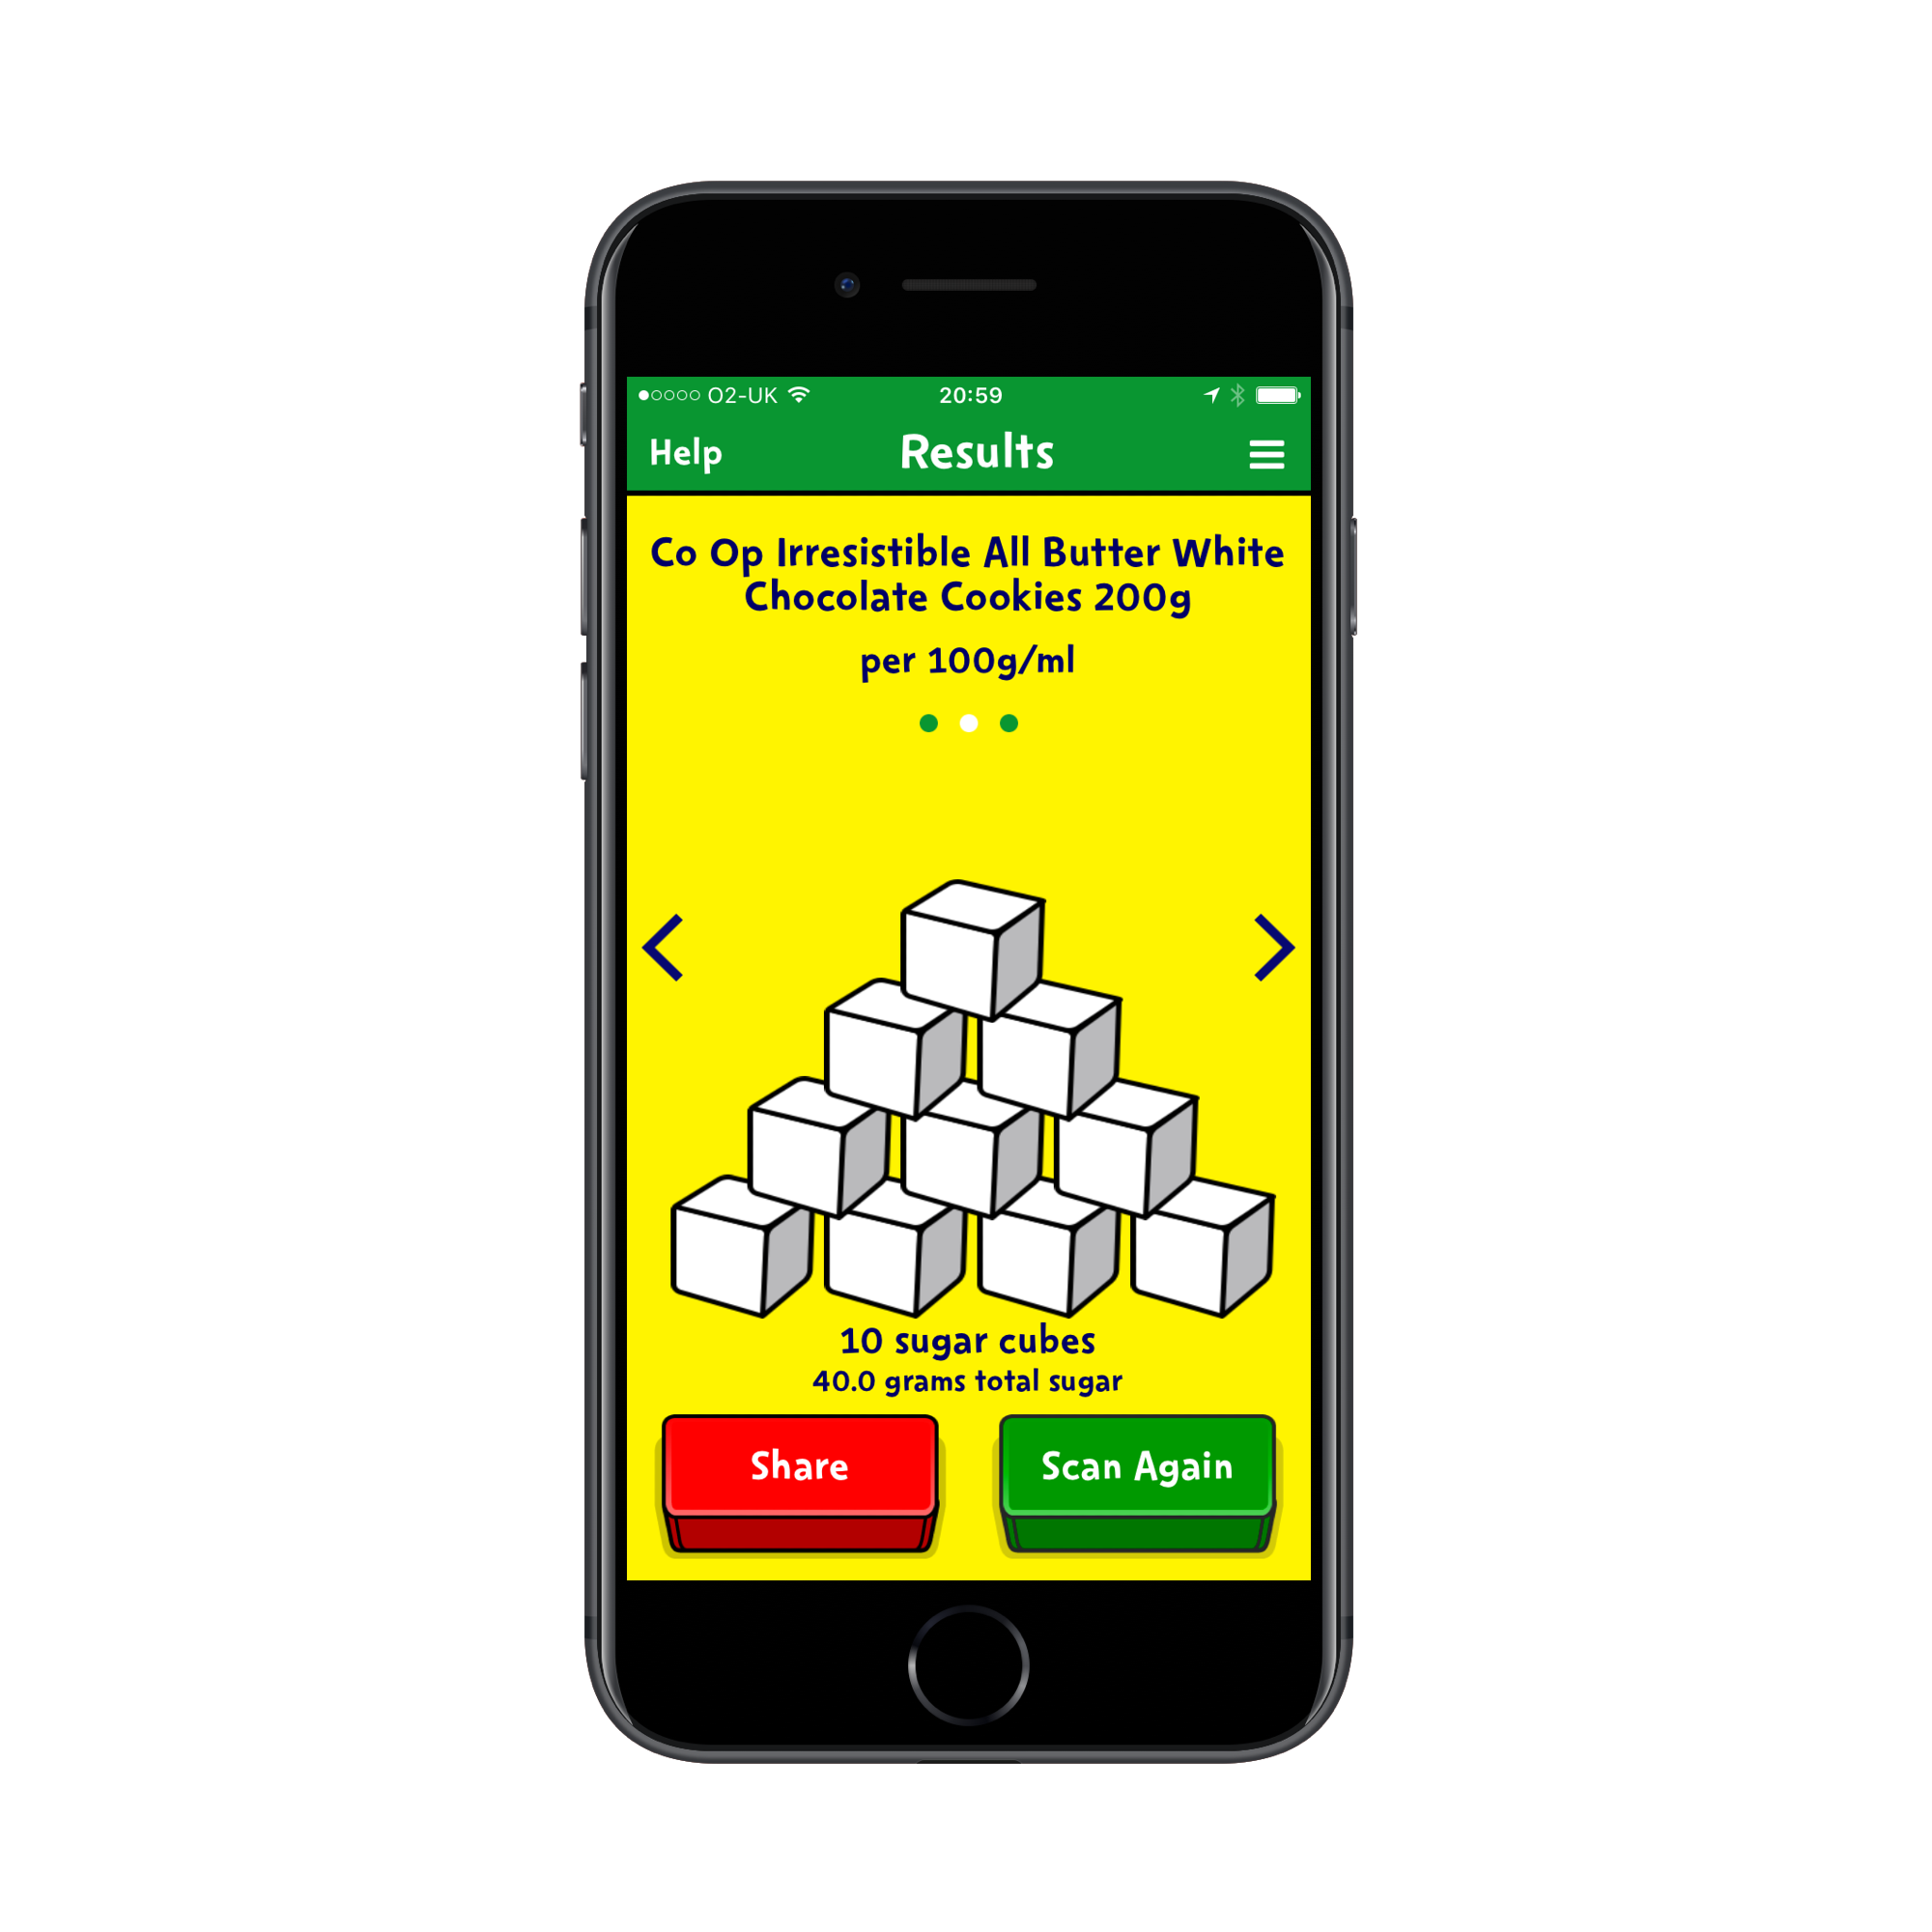 O2-UK 20:59
Help Results
Co Op Irresistible All Butter White
Chocolate Cookies 200g
per 100g/ml
10 sugar cubes
40.0 grams total sugar
Share Scan Again